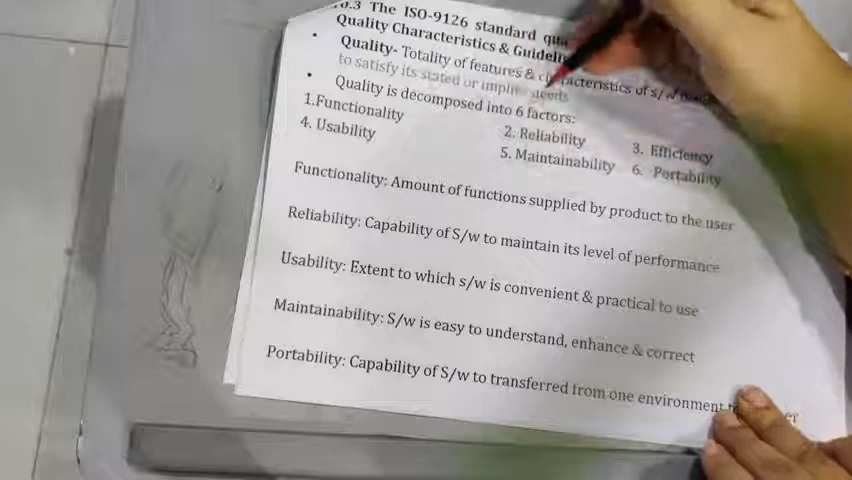 .3 The ISO-9126 standard
Quality Characteristics &
• Quality- Totality of features & of s/w
to satisfy its stated or needs
• Quality is decomposed into 6 factors:
1.Functionality 2. Reliability 3. Efficiency
4. Usability 5. Maintainability 6. Portability
Functionality: Amount of functions supplied by product to the user
Reliability: Capability of S/w to maintain its level of performance
Usability: Extent to which s/w is convenient & practical to use
Maintainability: S/w is easy to understand, enhance & correct
Portability: Capability of S/w to transferred from one environment